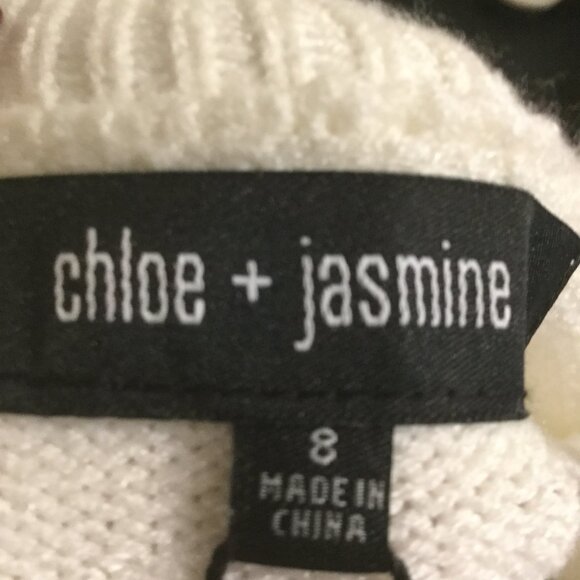 chloe + jasmine
8
MADE IN
CHINA